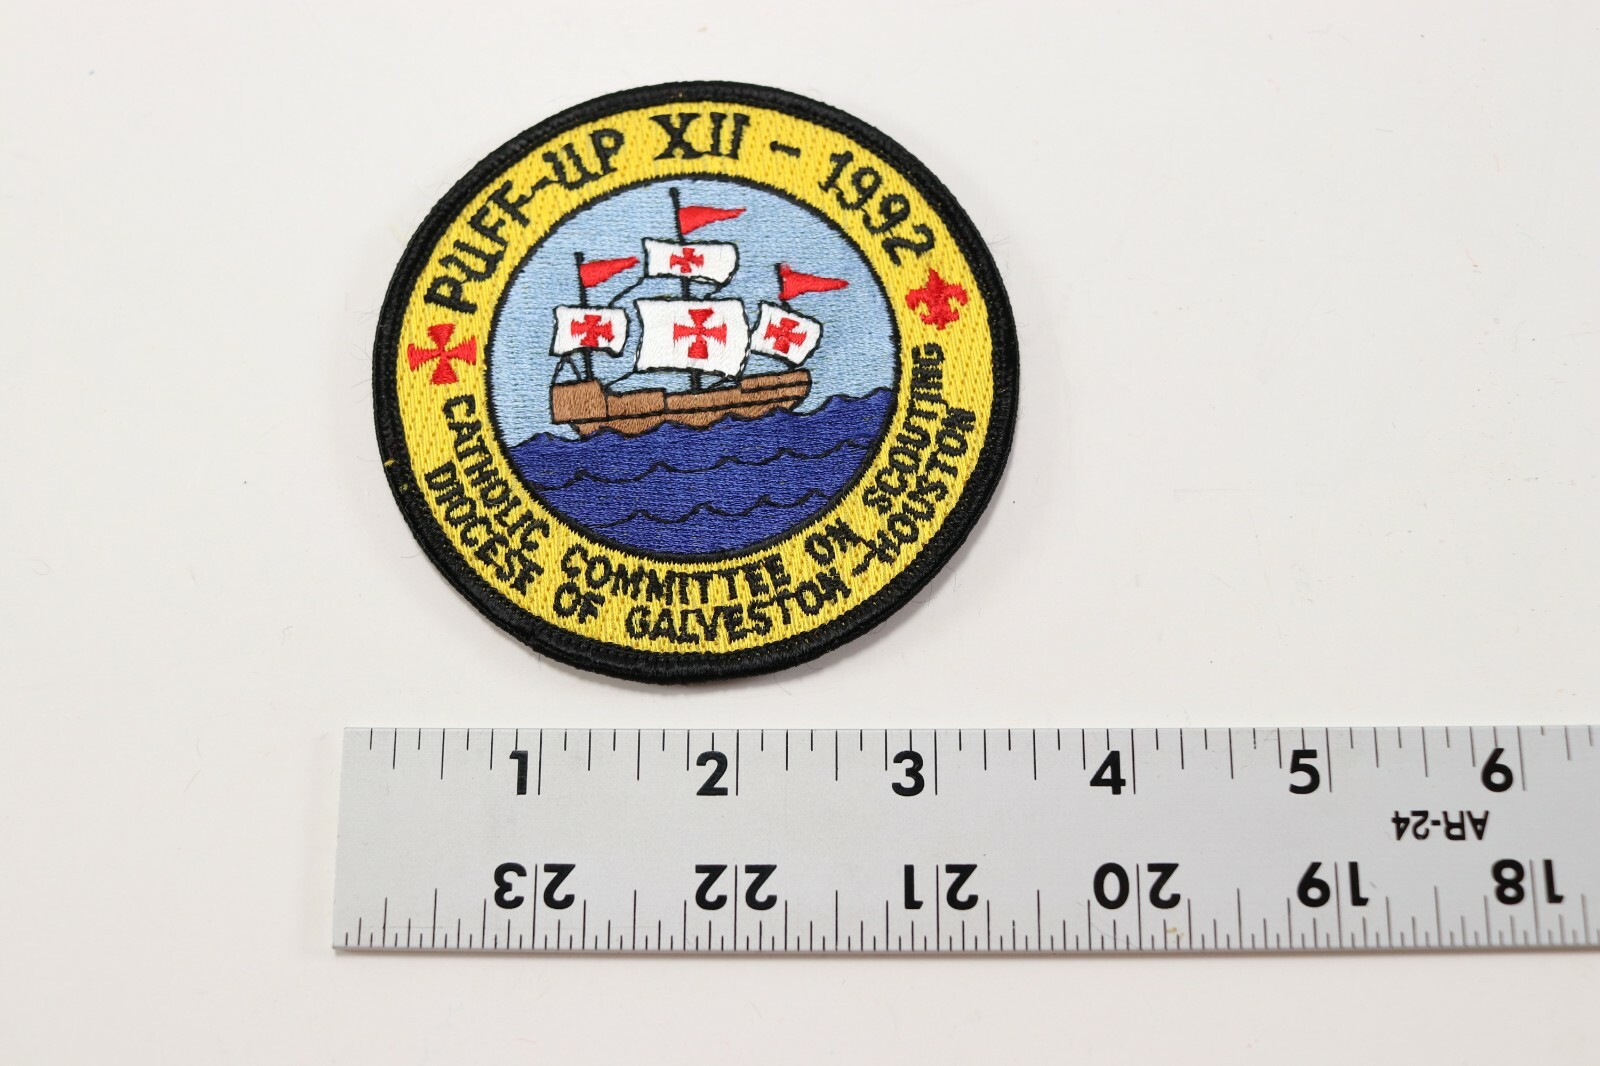 PUFF-UP XII - 1992
CATHOLIC COMMITTEE ON SCOUTING
DIOCESE OF GALVESTON-HOUSTON
1 2 3 4 5 6
AR-24
23 22 21 20 19 18